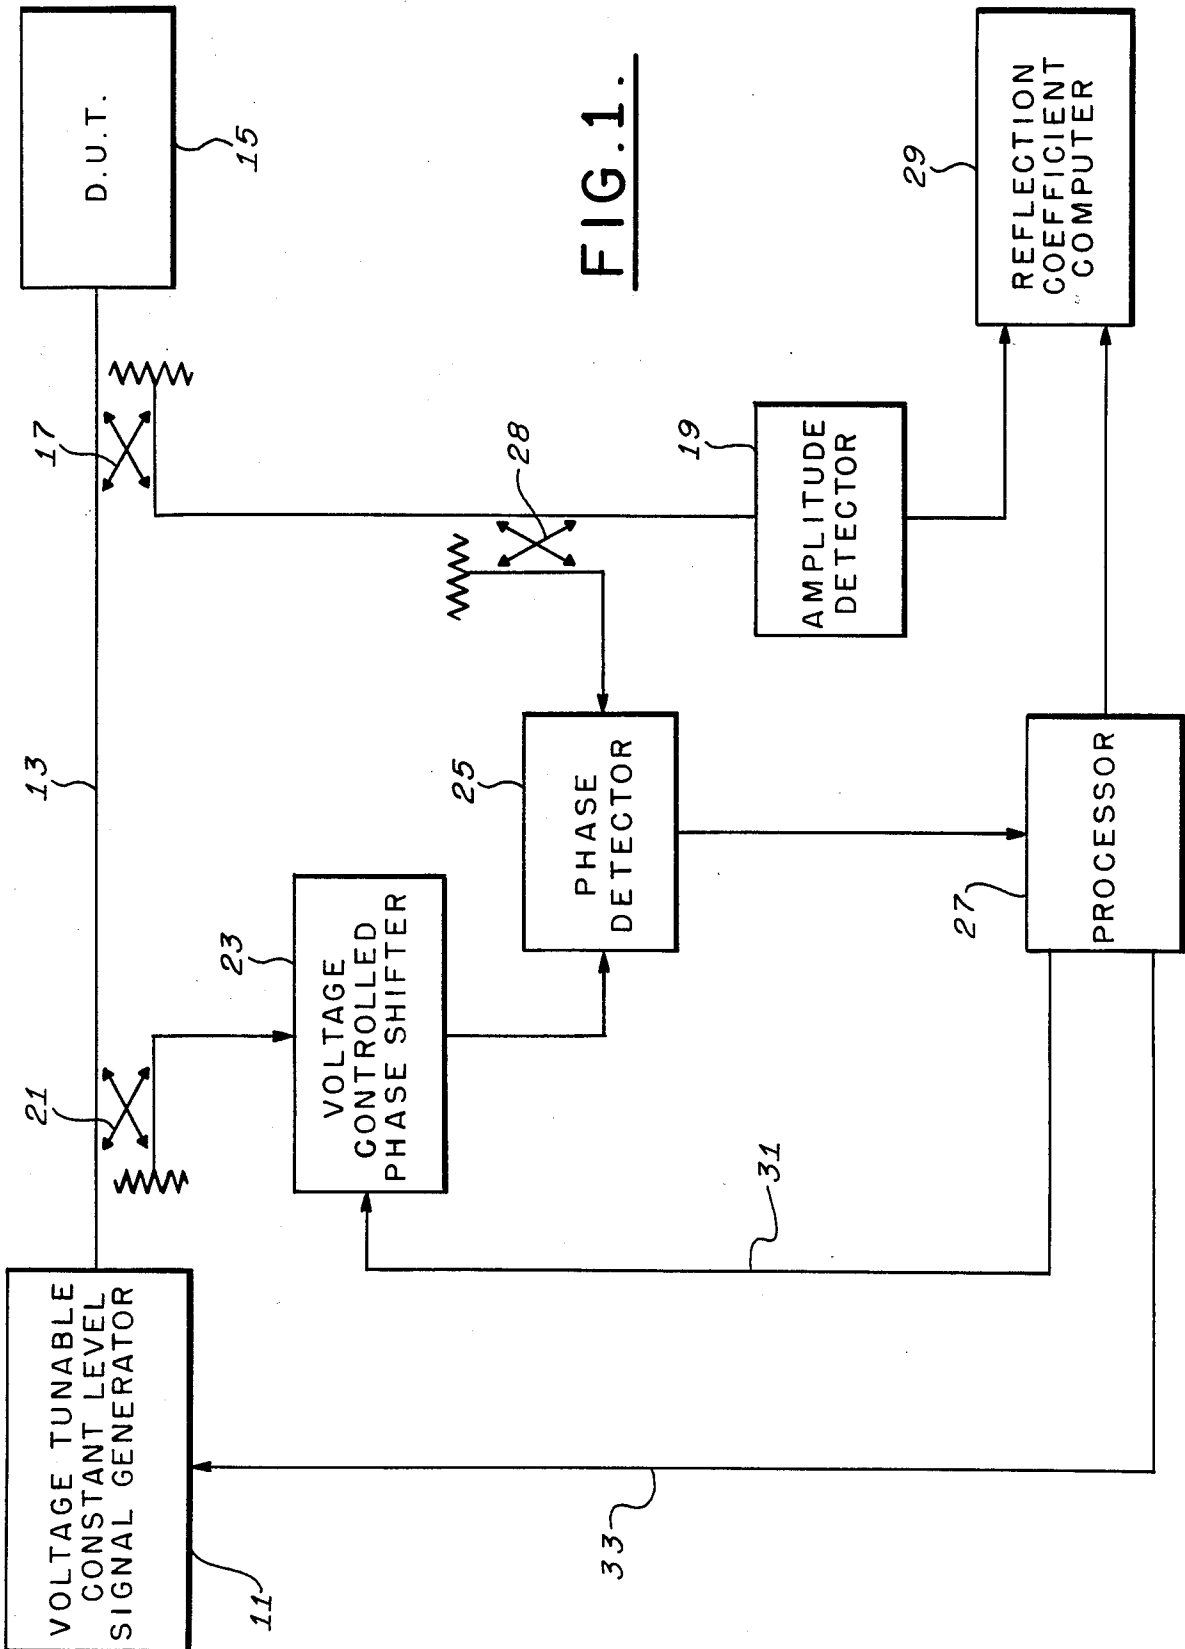 VOLTAGE TUNABLE
CONSTANT LEVEL
SIGNAL GENERATOR
11
21
13
17
D.U.T.
15
23
VOLTAGE
CONTROLLED
PHASE SHIFTER
28
25
PHASE
DETECTOR
FIG.1.
19
AMPLITUDE
DETECTOR
31
33
27
PROCESSOR
29
REFLECTION
COEFFICIENT
COMPUTER